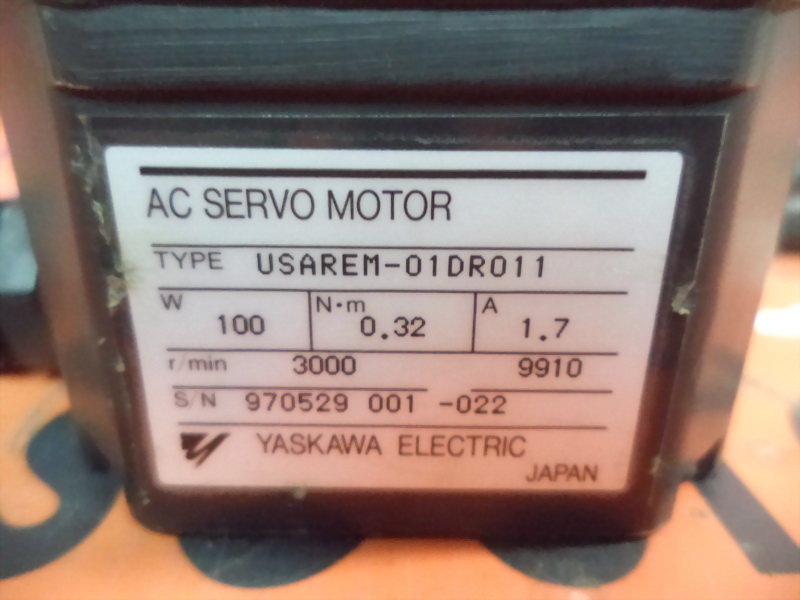 AC SERVO MOTOR
TYPE USAREM-01DR011
W 100 N·m 0.32 A 1.7
r/min 3000 9910
S/N 970529 001 -022
YASKAWA ELECTRIC
JAPAN